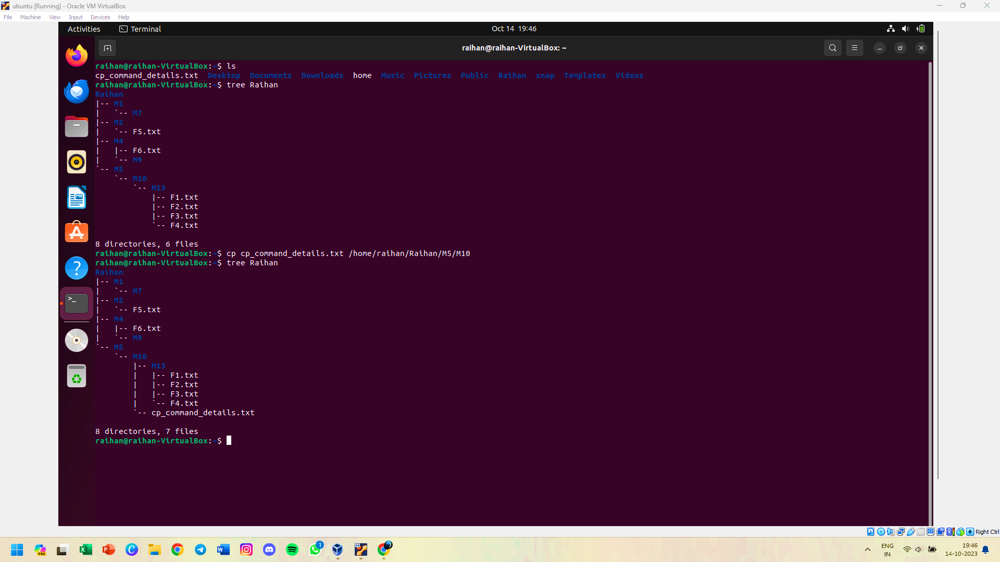 ubuntu [Running] - Oracle VM VirtualBox
File Machine View Input Devices Help
Activities Terminal Oct 14 19:46
raihan@raihan-VirtualBox: ~
raihan@raihan-VirtualBox:~$ ls
cp_command_details.txt Desktop Documents Downloads home Music Pictures Public Raihan snap Templates Videos
raihan@raihan-VirtualBox:~$ tree Raihan
Raihan
|-- M1
|   `-- M7
|-- M2
|   `-- F5.txt
|-- M4
|   |-- F6.txt
|   `-- M9
`-- M5
    `-- M10
        `-- M13
            |-- F1.txt
            |-- F2.txt
            |-- F3.txt
            `-- F4.txt
8 directories, 6 files
raihan@raihan-VirtualBox:~$ cp cp_command_details.txt /home/raihan/Raihan/M5/M10
raihan@raihan-VirtualBox:~$ tree Raihan
Raihan
|-- M1
|   `-- M7
|-- M2
|   `-- F5.txt
|-- M4
|   |-- F6.txt
|   `-- M9
`-- M5
    `-- M10
        |-- M13
        |   |-- F1.txt
        |   |-- F2.txt
        |   |-- F3.txt
        |   `-- F4.txt
        `-- cp_command_details.txt
8 directories, 7 files
raihan@raihan-VirtualBox:~$
Right Ctrl
PRE
1
ENG
IN
19:46
14-10-2023